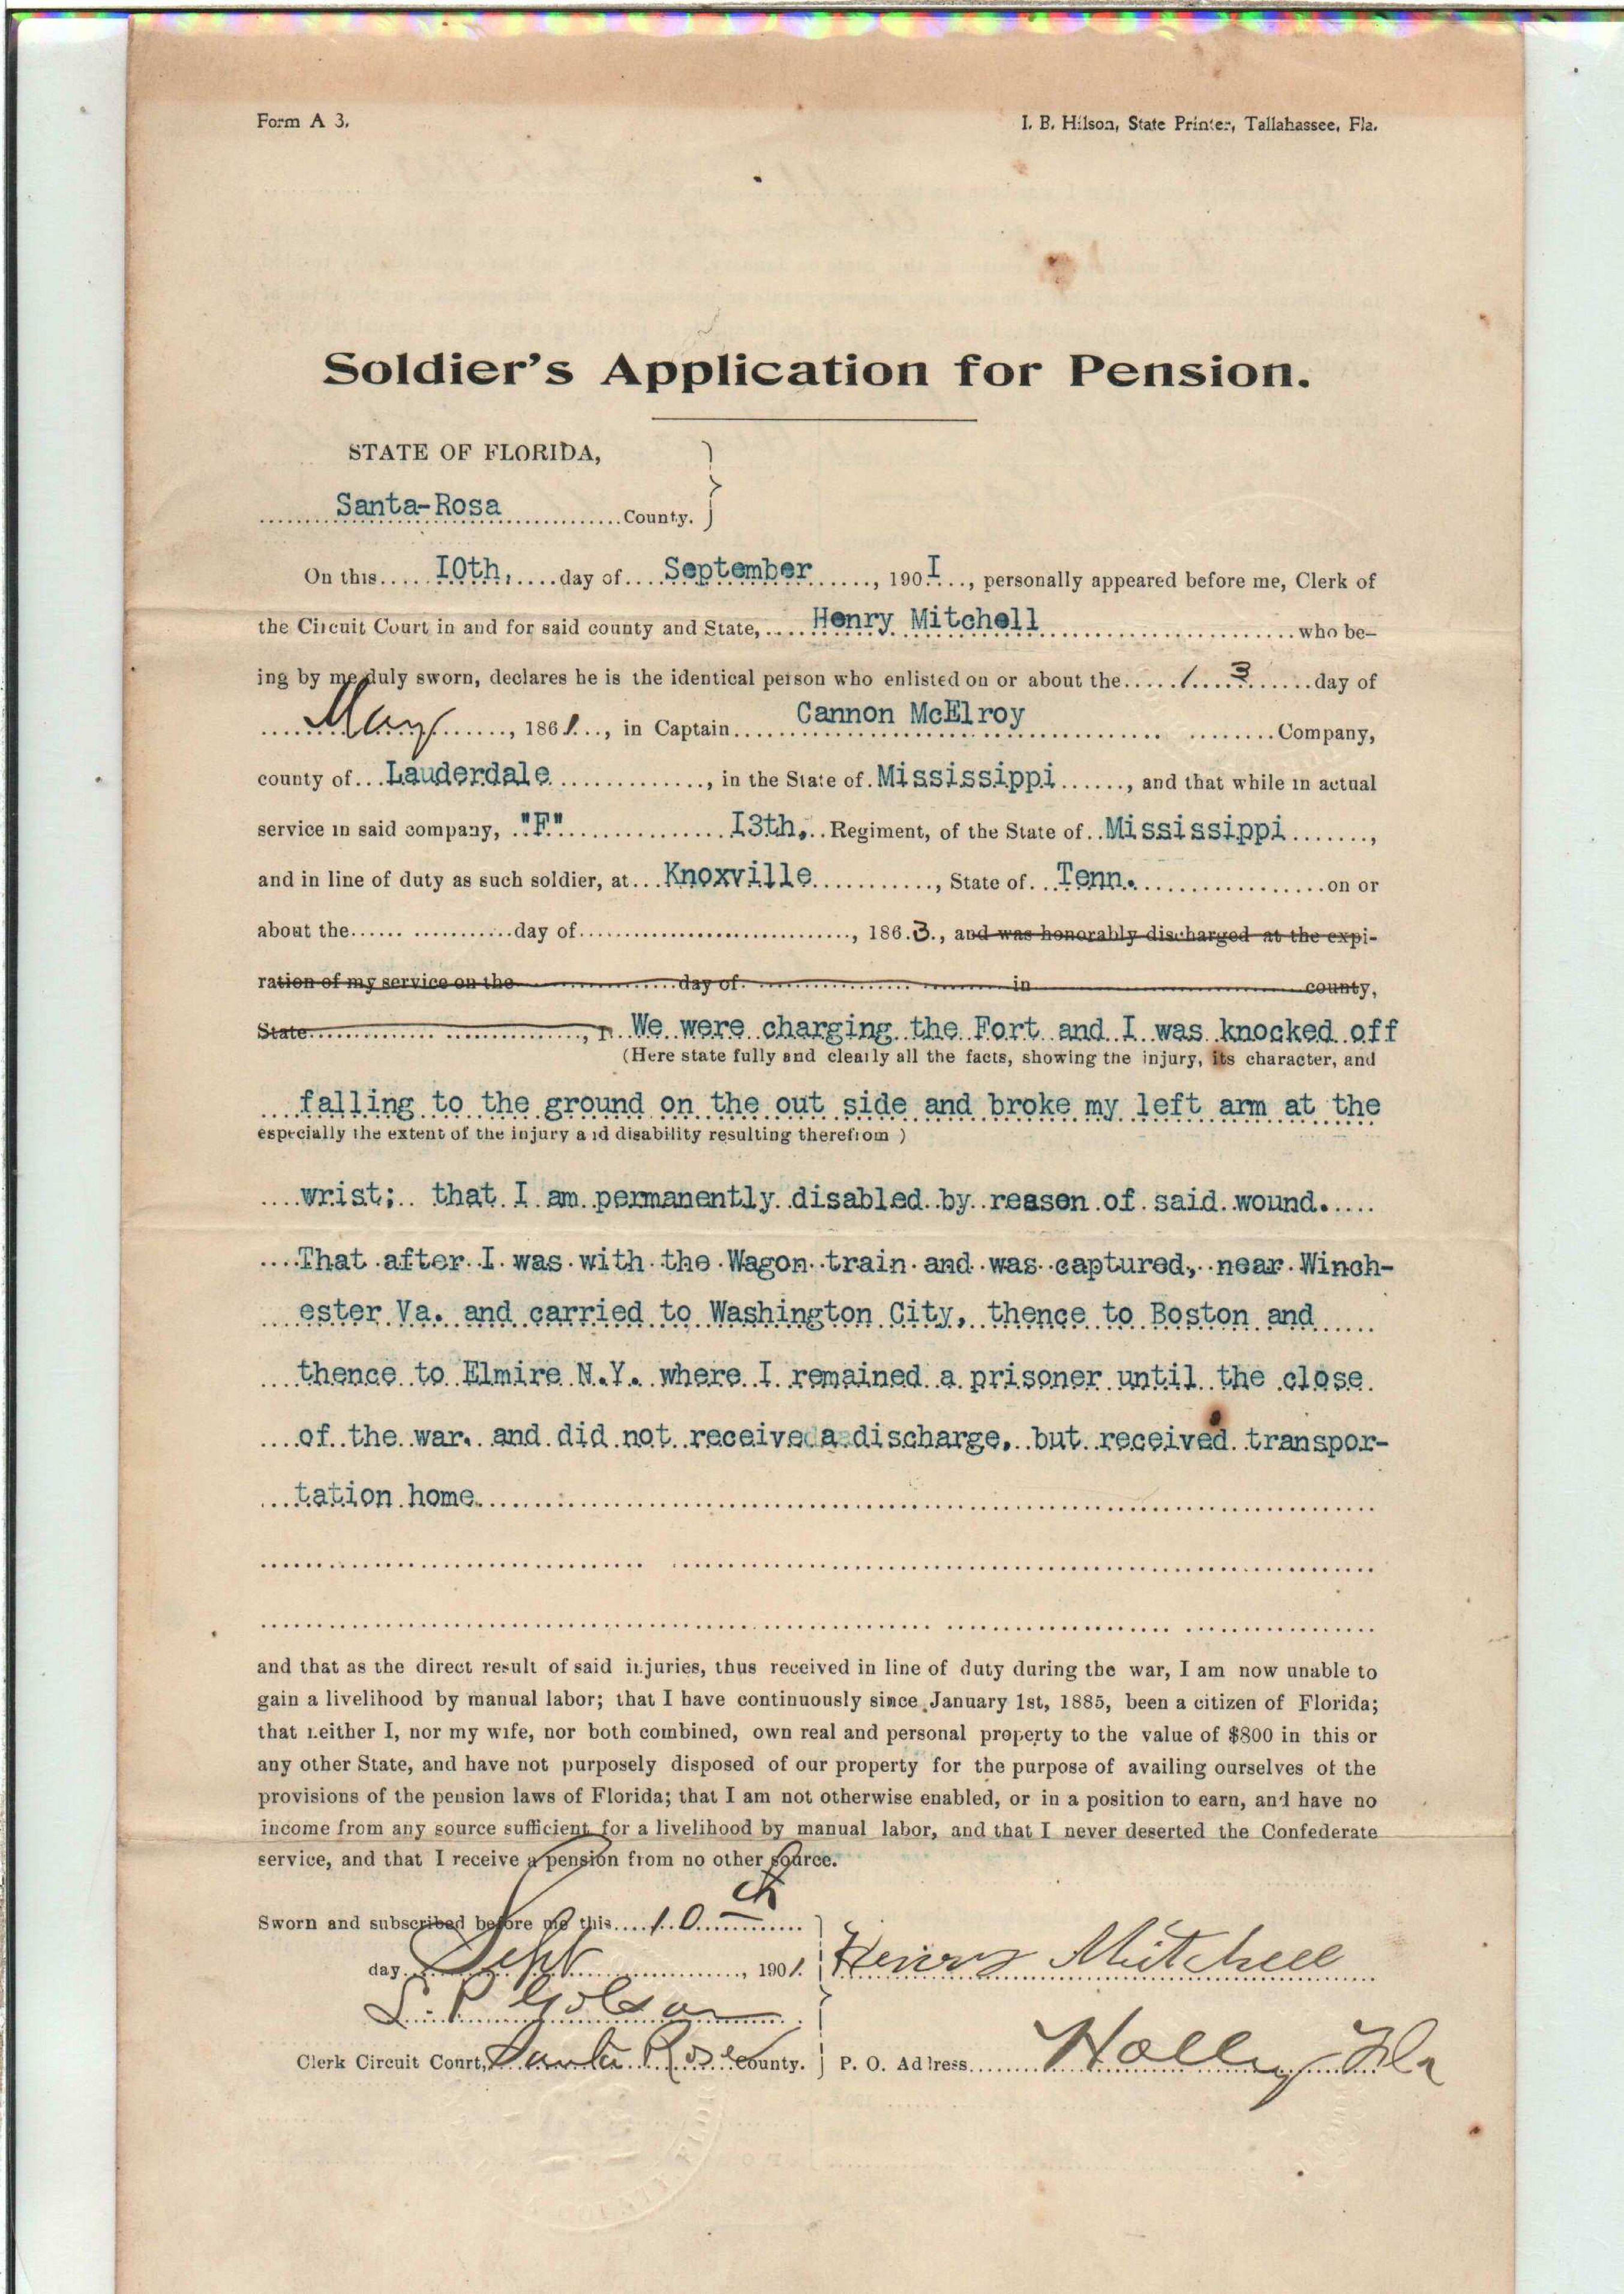 Form A 3.
I. B. Hilson, State Printer, Tallahassee, Fla.
Soldier's Application for Pension.
STATE OF FLORIDA,
Santa-Rosa County.
On this I0th, day of September, 190I, personally appeared before me, Clerk of
the Circuit Court in and for said county and State, Henry Mitchell who be-
ing by me duly sworn, declares he is the identical person who enlisted on or about the 13 day of
May, 1861, in Captain Cannon McElroy Company,
county of Lauderdale, in the State of Mississippi, and that while in actual
service in said company, "F" I3th, Regiment, of the State of Mississippi,
and in line of duty as such soldier, at Knoxville, State of Tenn. on or
about the day of, 1863, and was honorably discharged at the expi-
ration of my service on the day of in county,
State, We were charging the Fort and I was knocked off
(Here state fully and clearly all the facts, showing the injury, its character, and
falling to the ground on the out side and broke my left arm at the
especially the extent of the injury and disability resulting therefrom )
wrist; that I am permanently disabled by reason of said wound.
That after I was with the Wagon train and was captured, near Winch-
ester Va. and carried to Washington City, thence to Boston and
thence to Elmire N.Y. where I remained a prisoner until the close
of the war. and did not receive a discharge, but received transpor-
tation home.
and that as the direct result of said injuries, thus received in line of duty during the war, I am now unable to
gain a livelihood by manual labor; that I have continuously since January 1st, 1885, been a citizen of Florida;
that neither I, nor my wife, nor both combined, own real and personal property to the value of $800 in this or
any other State, and have not purposely disposed of our property for the purpose of availing ourselves of the
provisions of the pension laws of Florida; that I am not otherwise enabled, or in a position to earn, and have no
income from any source sufficient for a livelihood by manual labor, and that I never deserted the Confederate
service, and that I receive a pension from no other source.
Sworn and subscribed before me this 10th
day Sept, 1901. Henry Mitchell
S. P. Golson
Clerk Circuit Court, Santa Rosa County. P. O. Address Holley Fla